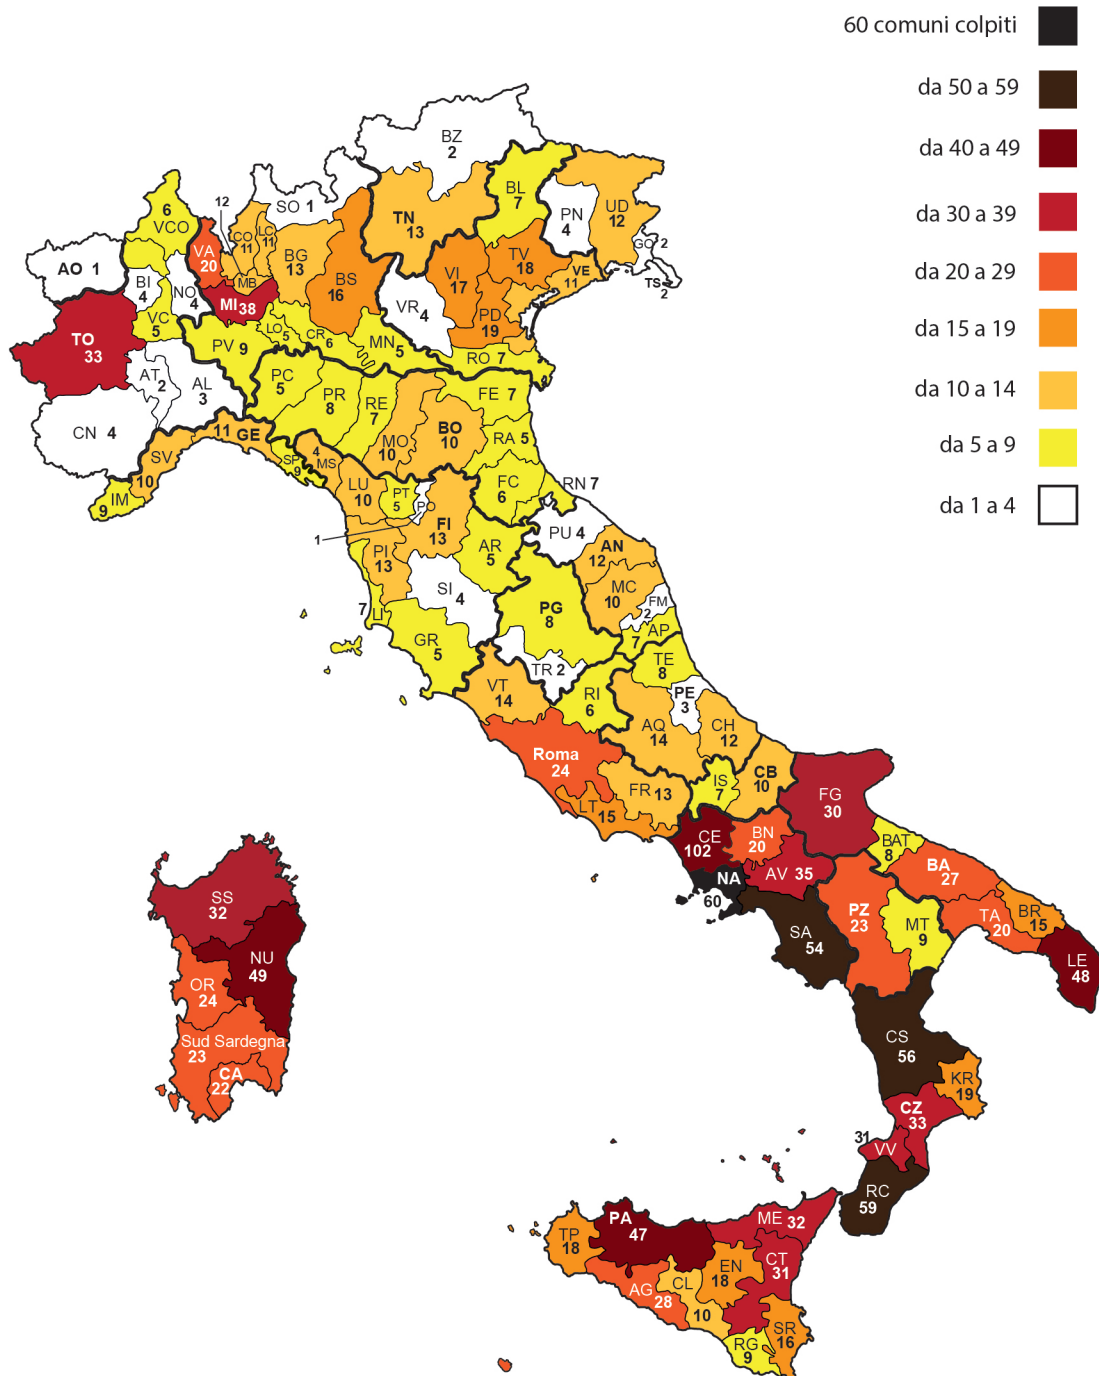 60 comuni colpiti
da 50 a 59
da 40 a 49
da 30 a 39
da 20 a 29
da 15 a 19
da 10 a 14
da 5 a 9
da 1 a 4
BZ
2
BL
7
TN
13
PN
4
UD
12
GO 2
TS
2
SO 1
12
6
VCO
VA
20
CO
11
LC
11
BG
13
MB
BS
16
VI
17
TV
18
VE
11
PD
19
VR 4
AO 1
BI
4
NO
4
MI 38
VC
5
TO
33
PV 9
LO
5
CR
6
MN 5
RO 7
AT
2
AL
3
CN 4
PC
5
PR
8
RE
7
MO
10
BO
10
FE 7
RA 5
FC
6
RN 7
11 GE
SV
10
IM
9
SP
9
4
MS
LU
10
PT
5
PO
1
FI
13
PI
13
AR
5
SI
4
7
LI
GR
5
PU 4
AN
12
MC
10
FM
2
AP
7
PG
8
TR 2
TE
8
PE
3
RI
6
VT
14
AQ
14
CH
12
Roma
24
FR 13
LT
15
IS
7
CB
10
FG
30
CE
102
BN
20
AV 35
NA
60
SA
54
BAT
8
BA
27
PZ
23
MT
9
TA
20
BR
15
LE
48
SS
32
NU
49
OR
24
Sud Sardegna
23
CA
22
CS
56
KR
19
CZ
33
31
VV
RC
59
ME 32
PA
47
TP
18
CT
31
EN
18
AG
28
CL
10
SR
16
RG
9